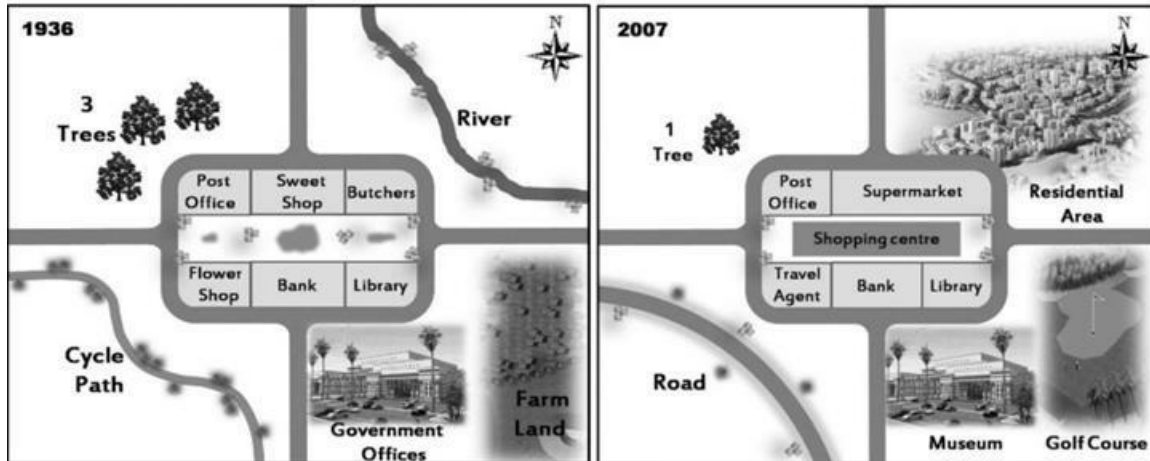 1936
N
3
Trees
River
Post
Office
Sweet
Shop
Butchers
Flower
Shop
Bank
Library
Cycle
Path
Government
Offices
Farm
Land
2007
N
1
Tree
Residential
Area
Post
Office
Supermarket
Shopping centre
Travel
Agent
Bank
Library
Road
Museum
Golf Course